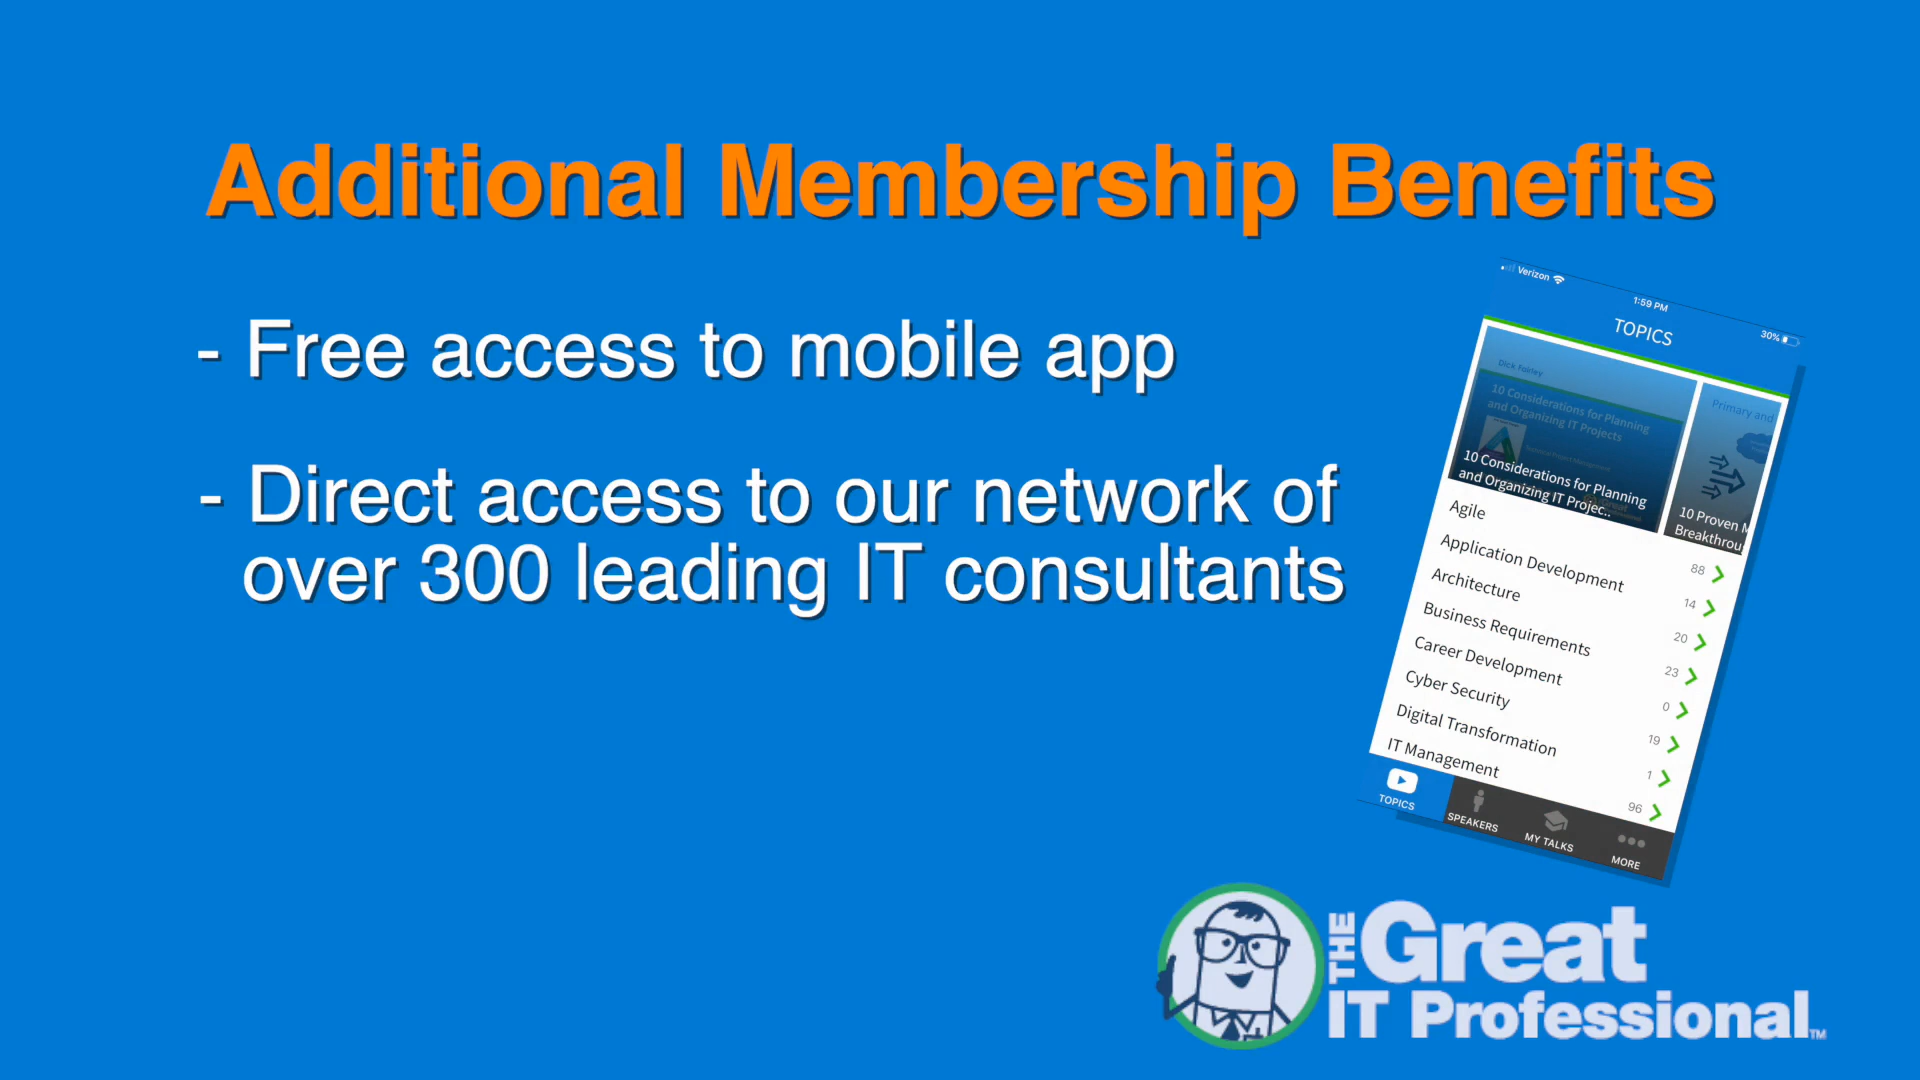 Additional Membership Benefits
- Free access to mobile app
- Direct access to our network of
over 300 leading IT consultants
Verizon
1:59 PM
30%
TOPICS
10 Considerations for Planning
and Organizing IT Projects
10 Considerations for Planning
and Organizing IT Projec...
Primary and
10 Proven M
Breakthrou
Agile 88
Application Development 14
Architecture 20
Business Requirements 23
Career Development 0
Cyber Security 19
Digital Transformation 1
IT Management 96
TOPICS
SPEAKERS
MY TALKS
MORE
THE Great
IT Professional™